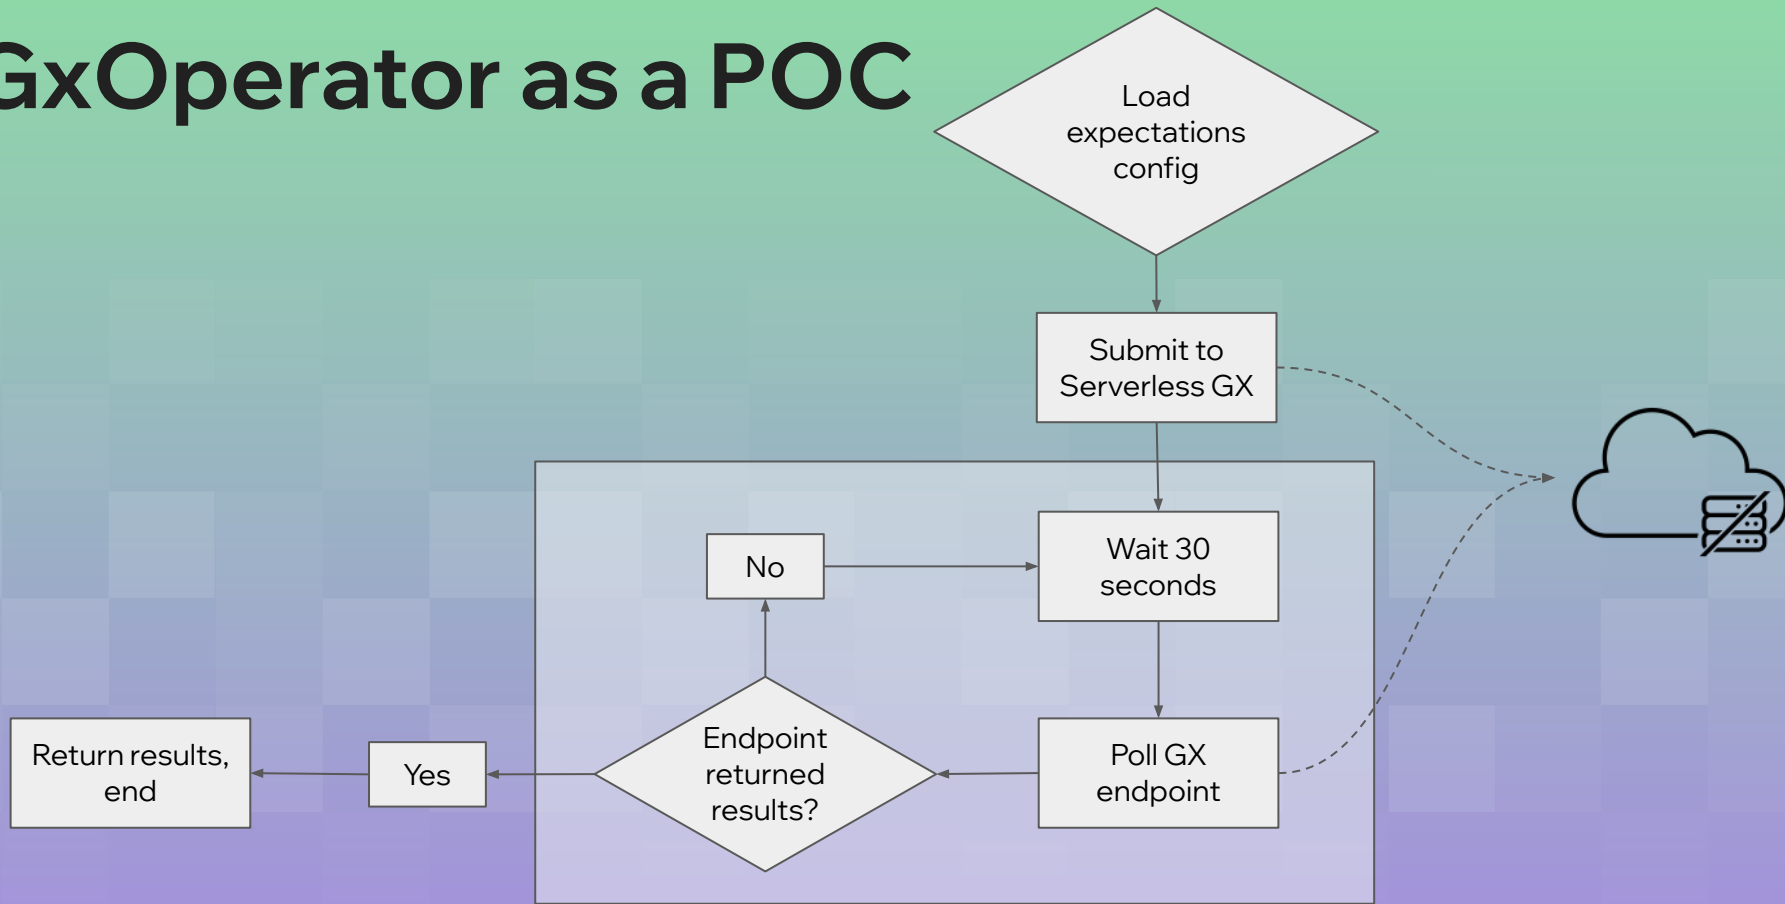 GxOperator as a POC
Load
expectations
config
Submit to
Serverless GX
Wait 30
seconds
No
Poll GX
endpoint
Endpoint
returned
results?
Yes
Return results,
end